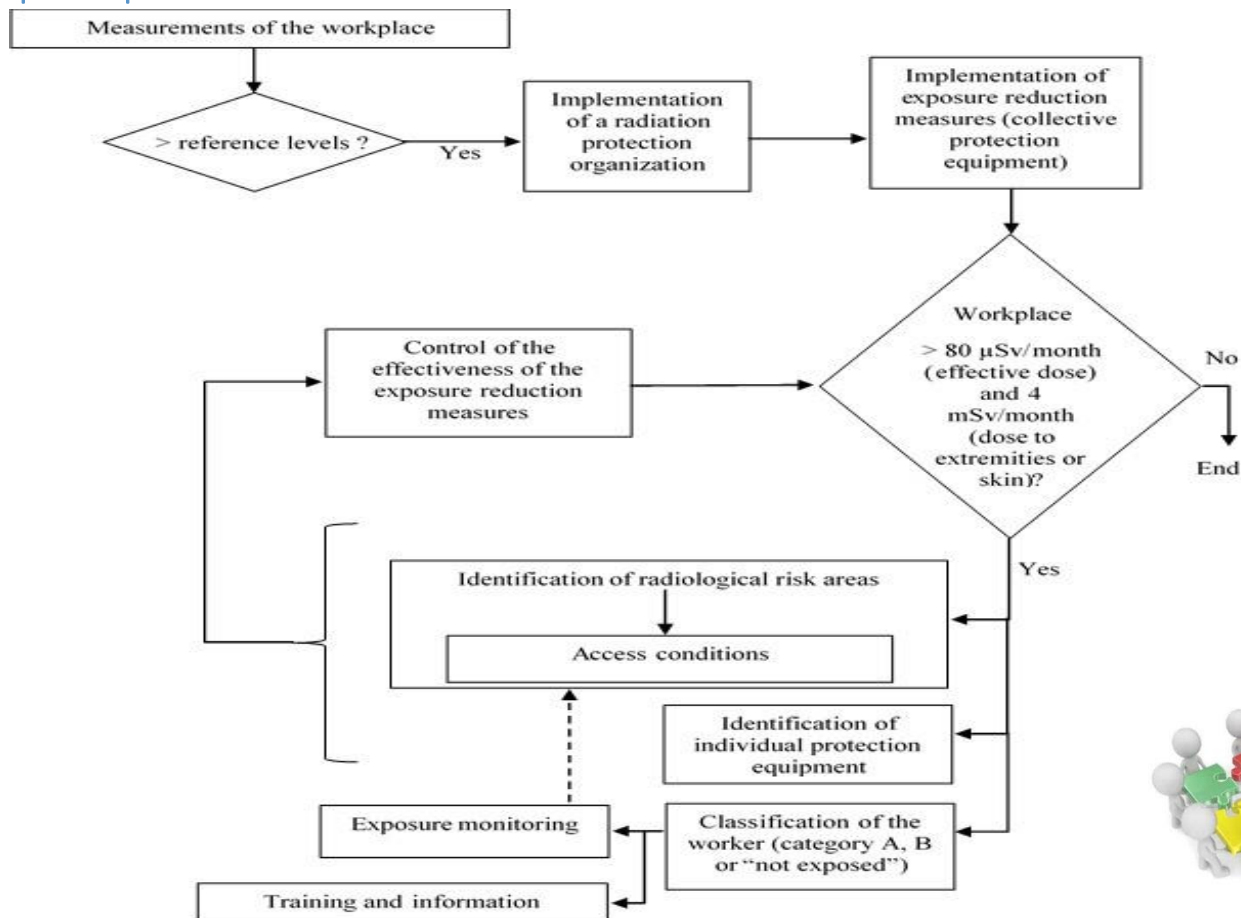 Measurements of the workplace
> reference levels ?
Yes
Implementation
of a radiation
protection
organization
Implementation of
exposure reduction
measures (collective
protection
equipment)
Workplace
> 80 μSv/month
(effective dose)
and 4
mSv/month
(dose to
extremities or
skin)?
No
End
Control of the
effectiveness of the
exposure reduction
measures
Yes
Identification of radiological risk areas
Access conditions
Identification of
individual protection
equipment
Classification of the
worker (category A, B
or “not exposed”)
Exposure monitoring
Training and information